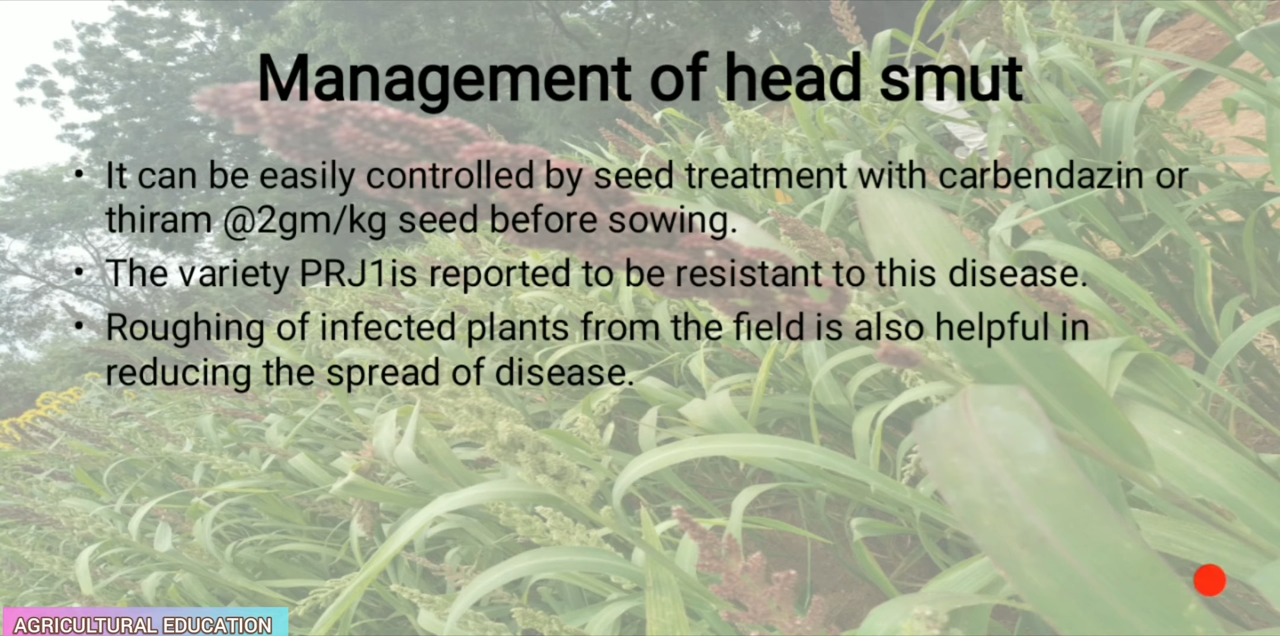 Management of head smut
• It can be easily controlled by seed treatment with carbendazin or
thiram @2gm/kg seed before sowing.
• The variety PRJ1is reported to be resistant to this disease.
• Roughing of infected plants from the field is also helpful in
reducing the spread of disease.
AGRICULTURAL EDUCATION